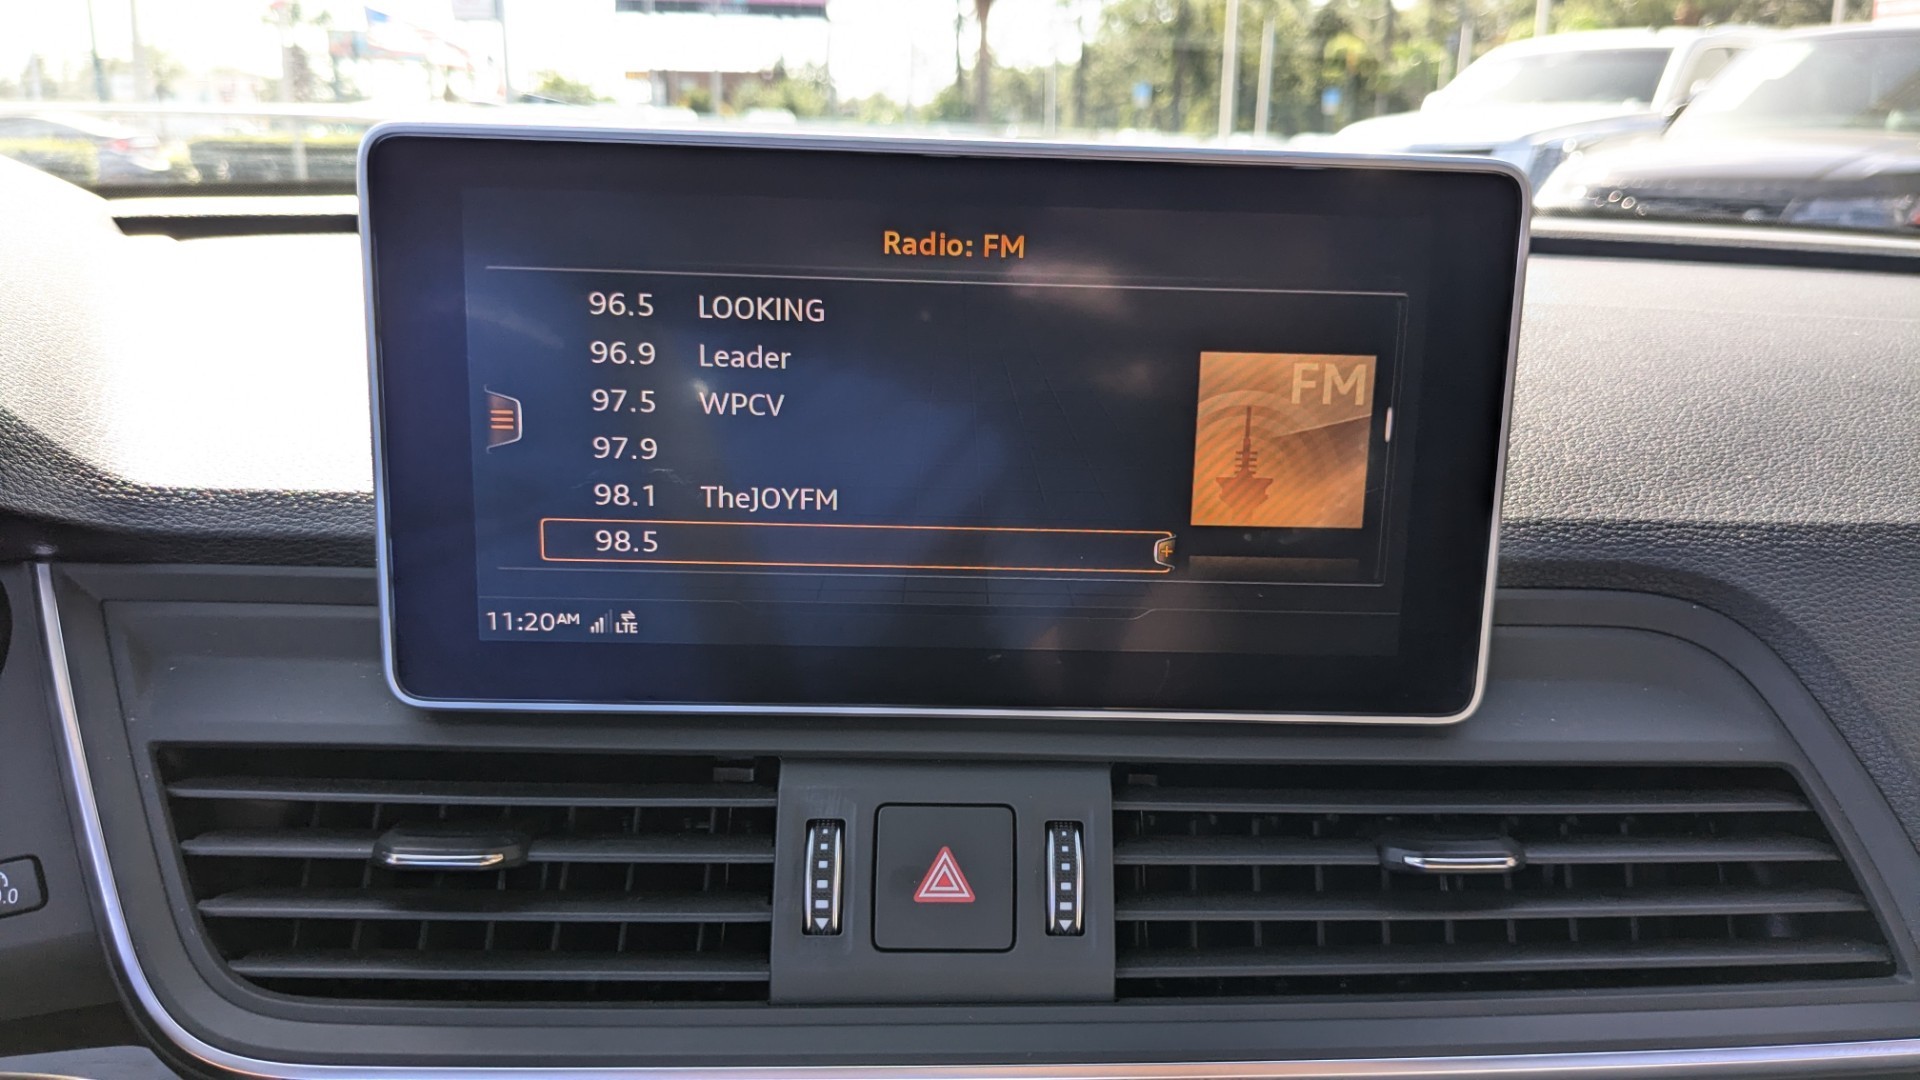 Radio: FM
96.5 LOOKING
96.9 Leader
97.5 WPCV
97.9
98.1 TheJOYFM
98.5
FM
11:20AM LTE